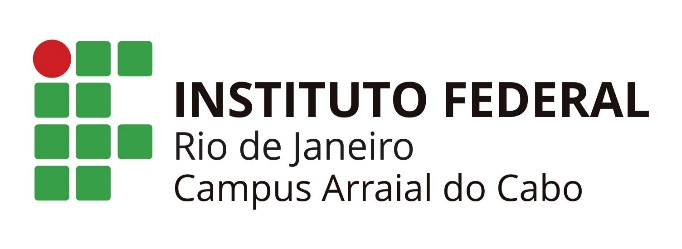 INSTITUTO FEDERAL
Rio de Janeiro
Campus Arraial do Cabo